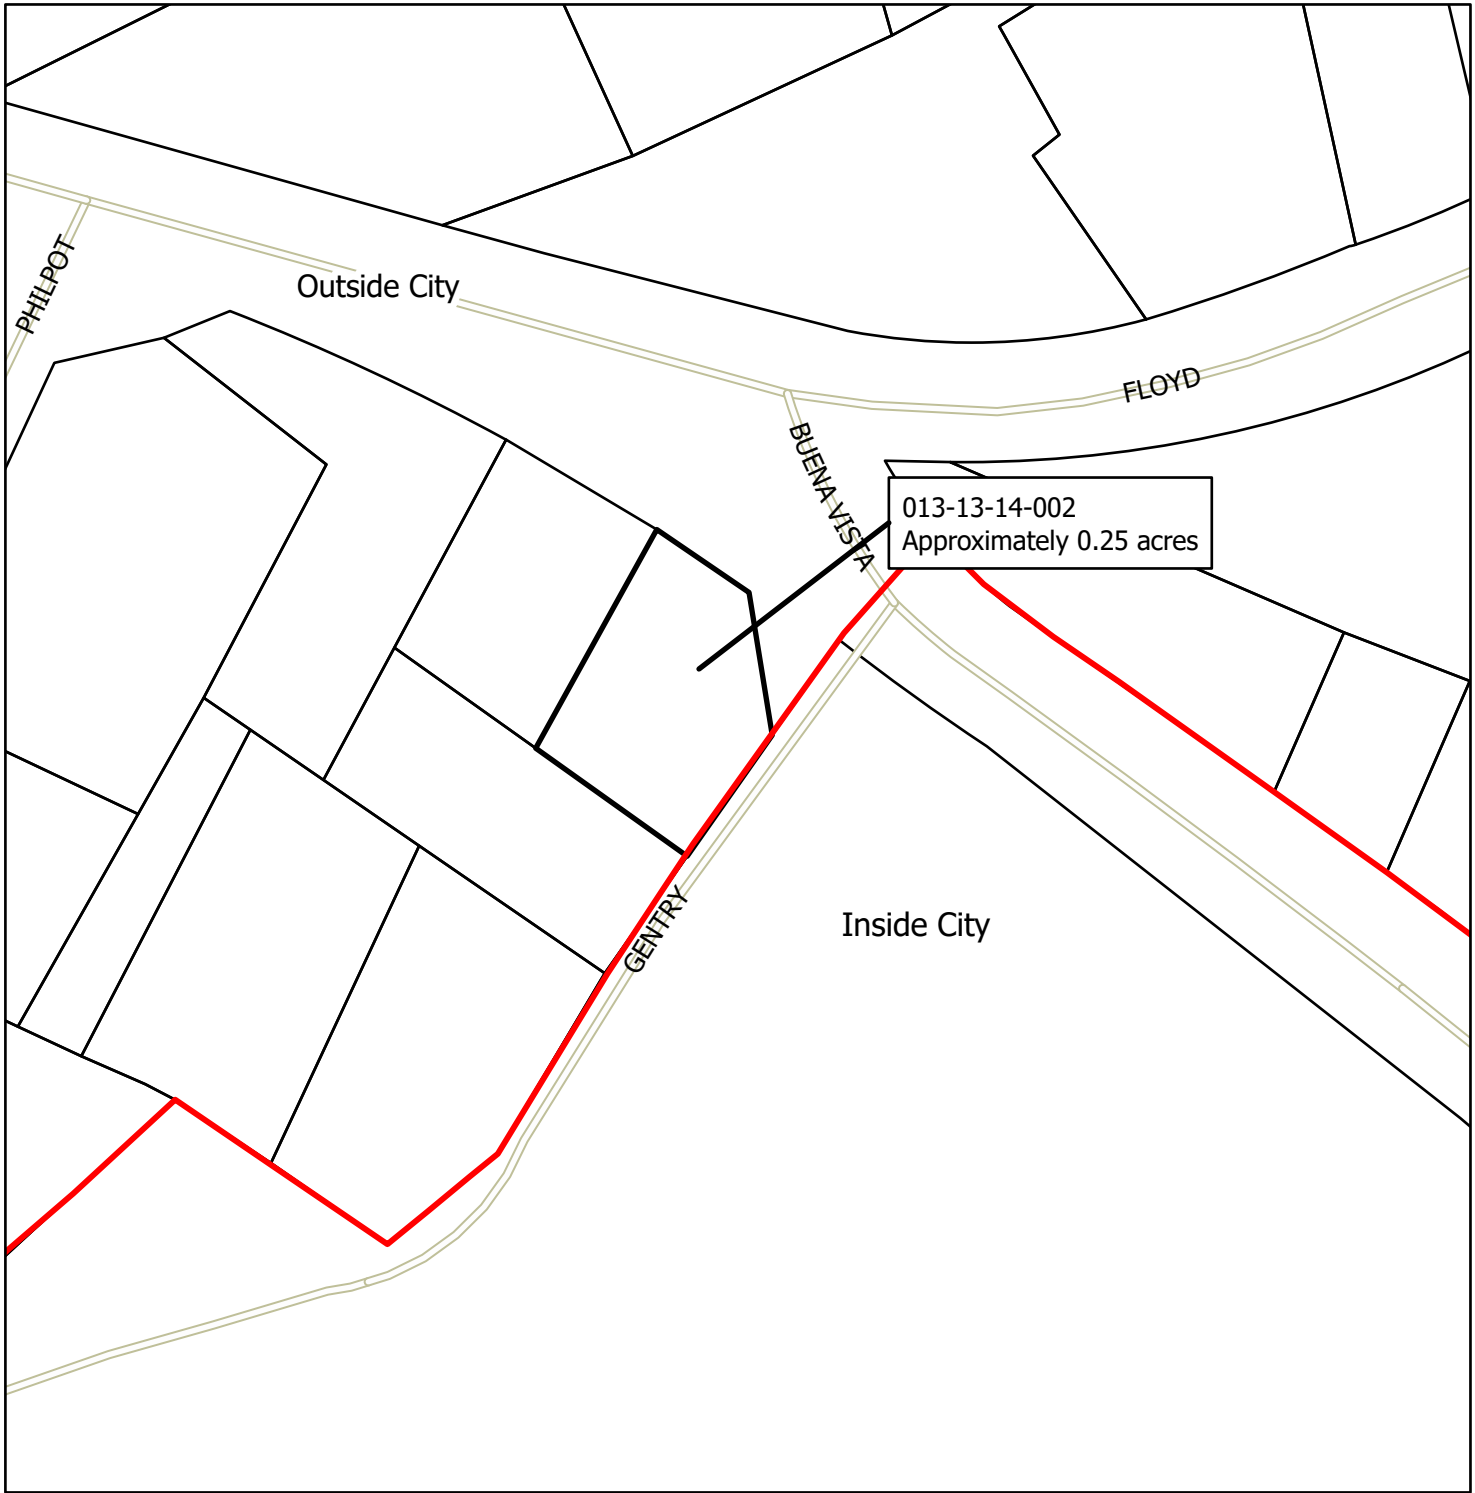 PHILPOT
Outside City
FLOYD
BUENA VISTA
013-13-14-002
Approximately 0.25 acres
GENTRY
Inside City